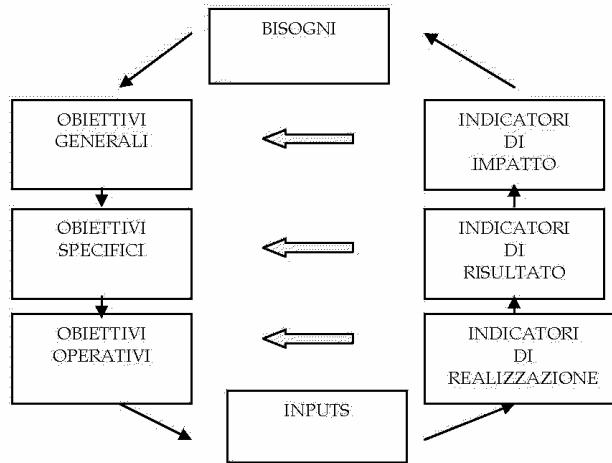 BISOGNI
OBIETTIVI
GENERALI
INDICATORI
DI
IMPATTO
OBIETTIVI
SPECIFICI
INDICATORI
DI
RISULTATO
OBIETTIVI
OPERATIVI
INDICATORI
DI
REALIZZAZIONE
INPUTS